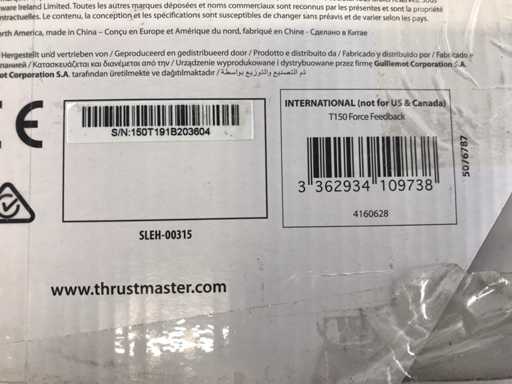 ware Ireland Limited. Toutes les autres marques déposées et noms commerciaux sont reconnus par les présentes et sont la propriété
ntractuelles. Le contenu, la conception et les spécifications sont susceptibles de changer sans préavis et de varier selon les pays.
orth America, made in China – Conçu en Europe et Amérique du nord, fabriqué en Chine - Сделано в Китае
Hergestellt und vertrieben von / Geproduceerd en gedistribueerd door / Prodotto e distribuito da / Fabricado y distribuido por / Fabricado e
панией / Κατασκευάζεται και διανέμεται από την / Urządzenie wyprodukowane i dystrybuowane przez firmę Guillemot Corporation S.A.
ot Corporation S.A. tarafından üretilmekte ve dağıtılmaktadır / تم التصنيع والتوزيع بواسطة
CE
S/N:150T191B203604
SLEH-00315
INTERNATIONAL (not for US & Canada)
T150 Force Feedback
3 362934 109738
4160628
5076787
www.thrustmaster.com